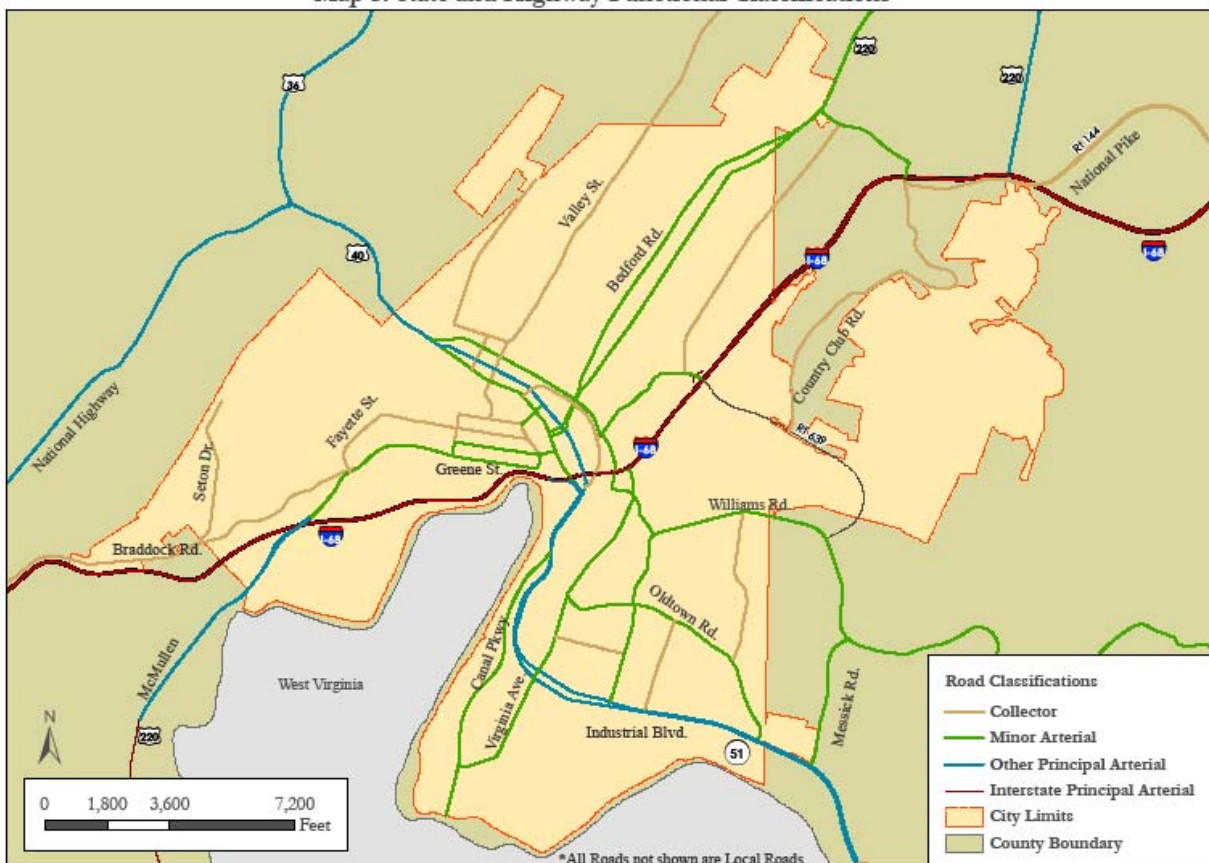 36
220
220
Rt 144
National Pike
Valley St.
40
Bedford Rd.
I-68
I-68
Country Club Rd.
National Highway
Fayette St.
Seton Dr.
Rt 639
I-68
Greene St.
Williams Rd.
I-68
Braddock Rd.
Oldtown Rd.
McMullen
Canal Pkwy.
West Virginia
Virginia Ave.
Messick Rd.
220
Industrial Blvd.
51
N
0 1,800 3,600 7,200
Feet
Road Classifications
Collector
Minor Arterial
Other Principal Arterial
Interstate Principal Arterial
City Limits
County Boundary
*All Roads not shown are Local Roads